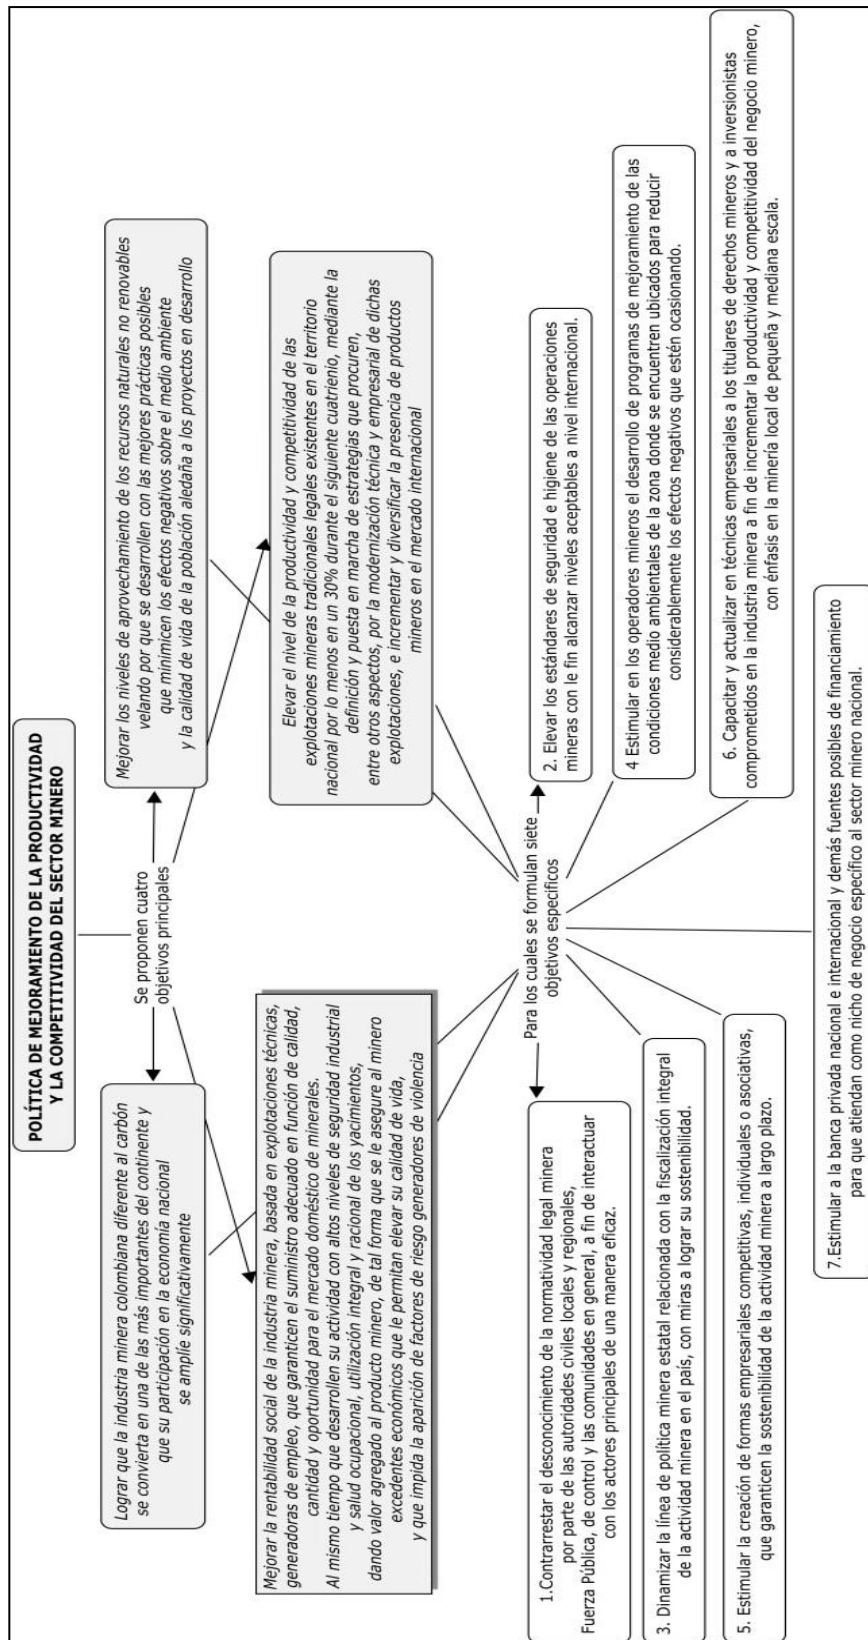 POLÍTICA DE MEJORAMIENTO DE LA PRODUCTIVIDAD
Y LA COMPETITIVIDAD DEL SECTOR MINERO
Se proponen cuatro
objetivos principales
Lograr que la industria minera colombiana diferente al carbón
se convierta en una de las más importantes del continente y
que su participación en la economía nacional
se amplíe significativamente
Mejorar los niveles de aprovechamiento de los recursos naturales no renovables
velando por que se desarrollen con las mejores prácticas posibles
que minimicen los efectos negativos sobre el medio ambiente
y la calidad de vida de la población aledaña a los proyectos en desarrollo
Mejorar la rentabilidad social de la industria minera, basada en explotaciones técnicas,
generadoras de empleo, que garanticen el suministro adecuado en función de calidad,
cantidad y oportunidad para el mercado doméstico de minerales.
Al mismo tiempo que desarrollen su actividad con altos niveles de seguridad industrial
y salud ocupacional, utilización integral y racional de los yacimientos,
dando valor agregado al producto minero, de tal forma que se le asegure al minero
excedentes económicos que le permitan elevar su calidad de vida,
y que impida la aparición de factores de riesgo generadores de violencia
Elevar el nivel de la productividad y competitividad de las
explotaciones mineras tradicionales legales existentes en el territorio
nacional por lo menos en un 30% durante el siguiente cuatrienio, mediante la
definición y puesta en marcha de estrategias que procuren,
entre otros aspectos, por la modernización técnica y empresarial de dichas
explotaciones, e incrementar y diversificar la presencia de productos
mineros en el mercado internacional
Para los cuales se formulan siete
objetivos específicos
1.Contrarrestar el desconocimiento de la normatividad legal minera
por parte de las autoridades civiles locales y regionales,
Fuerza Pública, de control y las comunidades en general, a fin de interactuar
con los actores principales de una manera eficaz.
2. Elevar los estándares de seguridad e higiene de las operaciones
mineras con le fin alcanzar niveles aceptables a nivel internacional.
3. Dinamizar la línea de política minera estatal relacionada con la fiscalización integral
de la actividad minera en el país, con miras a lograr su sostenibilidad.
4 Estimular en los operadores mineros el desarrollo de programas de mejoramiento de las
condiciones medio ambientales de la zona donde se encuentren ubicados para reducir
considerablemente los efectos negativos que estén ocasionando.
5. Estimular la creación de formas empresariales competitivas, individuales o asociativas,
que garanticen la sostenibilidad de la actividad minera a largo plazo.
6. Capacitar y actualizar en técnicas empresariales a los titulares de derechos mineros y a inversionistas
comprometidos en la industria minera a fin de incrementar la productividad y competitividad del negocio minero,
con énfasis en la minería local de pequeña y mediana escala.
7.Estimular a la banca privada nacional e internacional y demás fuentes posibles de financiamiento
para que atiendan como nicho de negocio específico al sector minero nacional.